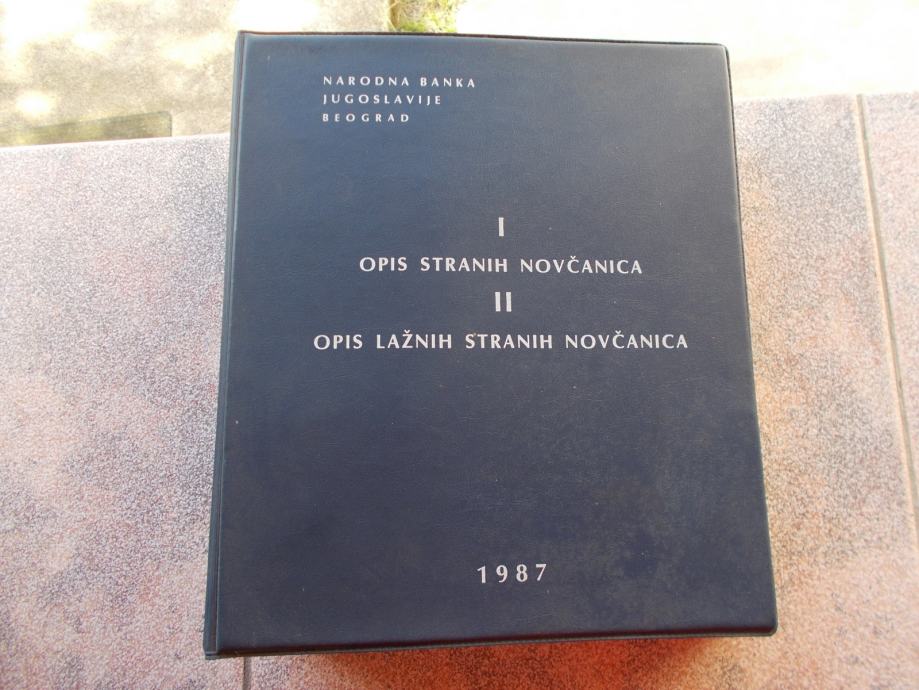 NARODNA BANKA
JUGOSLAVIJE
BEOGRAD
I
OPIS STRANIH NOVČANICA
II
OPIS LAŽNIH STRANIH NOVČANICA
1987